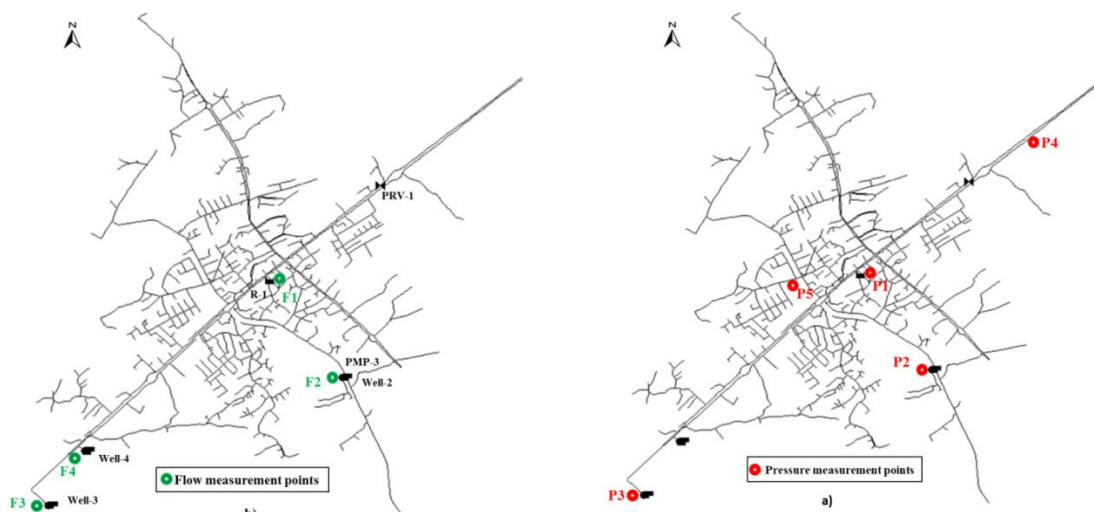 N
PRV-1
R-1
F1
PMP-3
F2
Well-2
F4
Well-4
F3
Well-3
Flow measurement points
b)
N
P4
P1
P5
P2
P3
Pressure measurement points
a)